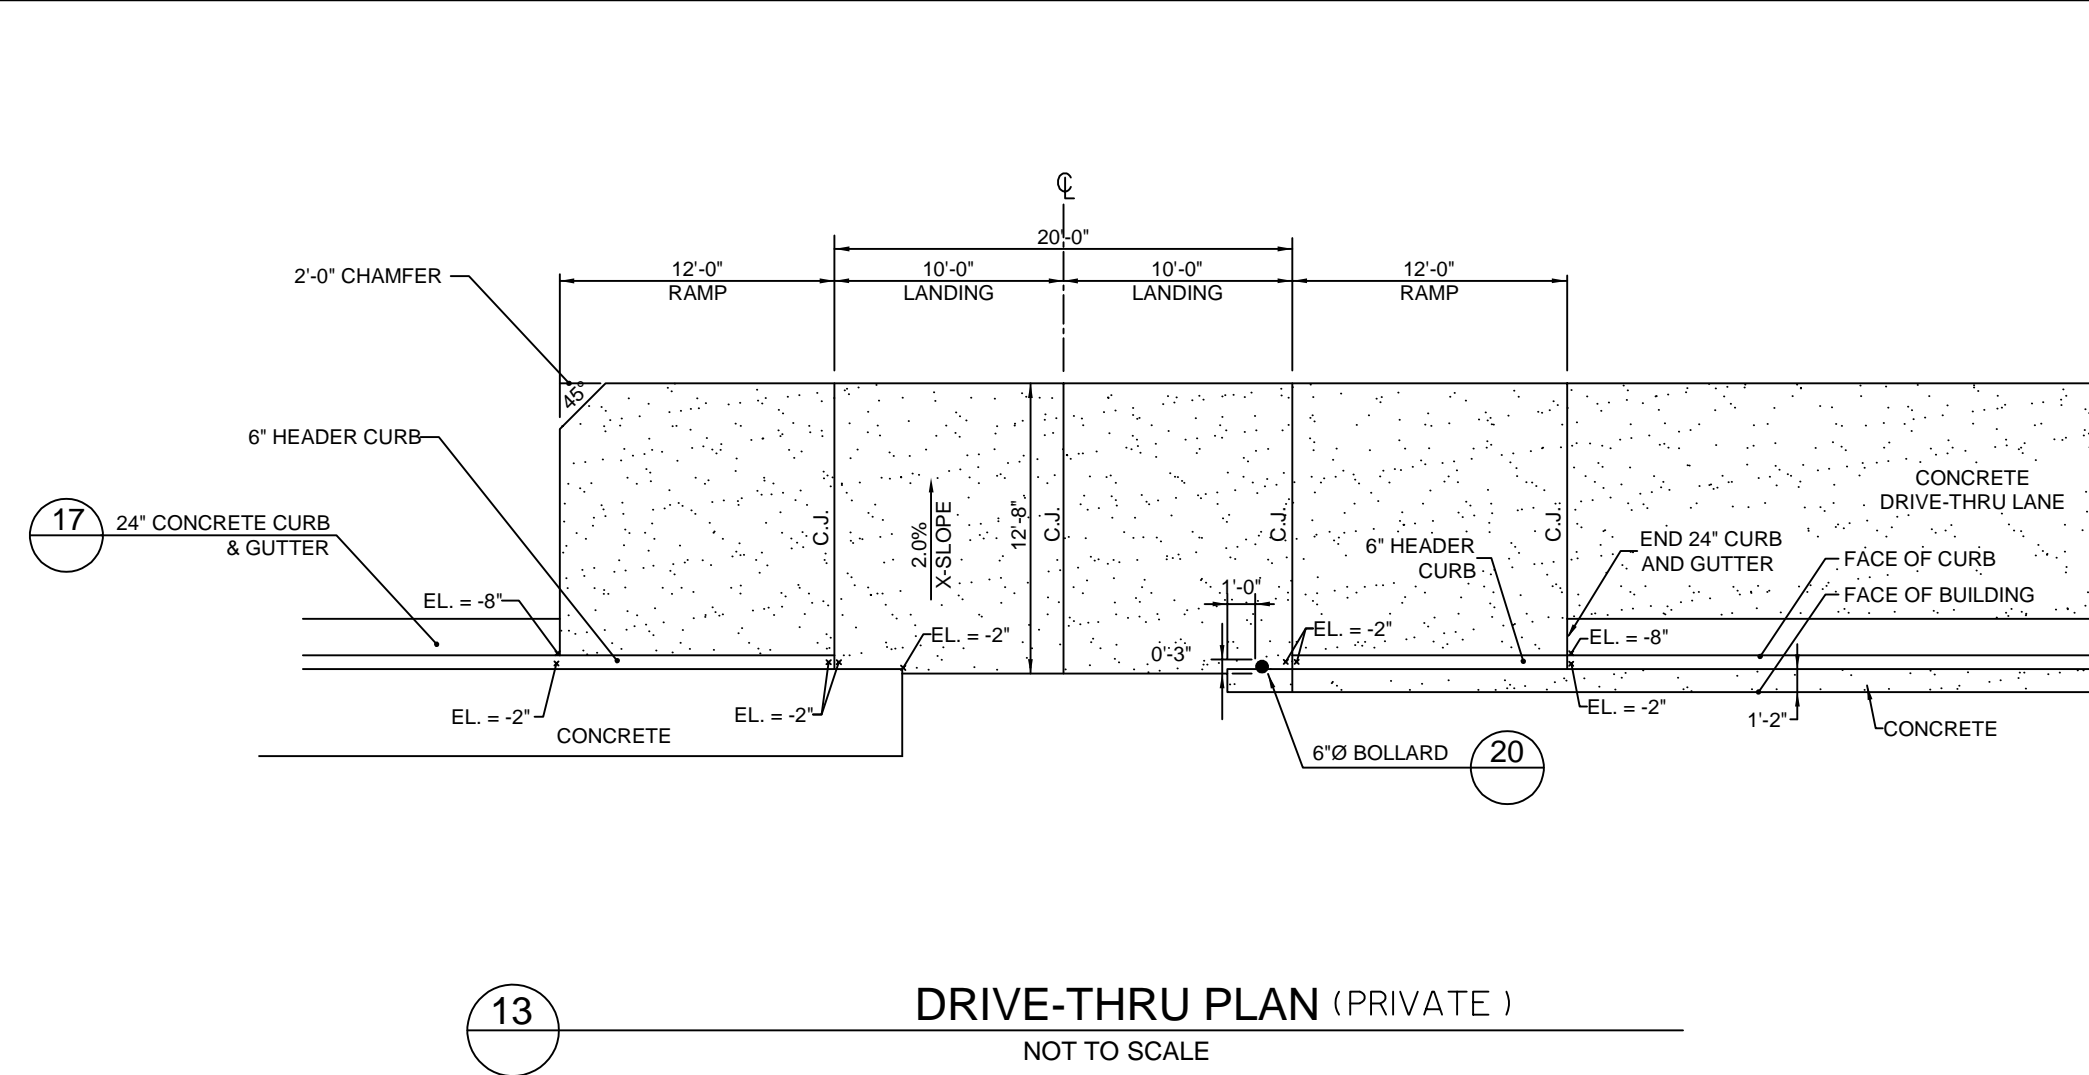 ℄
20'-0"
12'-0"
RAMP
10'-0"
LANDING
10'-0"
LANDING
12'-0"
RAMP
2'-0" CHAMFER
45°
6" HEADER CURB
17
24" CONCRETE CURB
& GUTTER
EL. = -8"
EL. = -2"
CONCRETE
EL. = -2"
C.J.
2.0%
X-SLOPE
12'-8"
C.J.
EL. = -2"
1'-0"
0'-3"
C.J.
EL. = -2"
6" HEADER
CURB
C.J.
END 24" CURB
AND GUTTER
EL. = -8"
EL. = -2"
CONCRETE
DRIVE-THRU LANE
FACE OF CURB
FACE OF BUILDING
1'-2"
CONCRETE
6"Ø BOLLARD
20
13
DRIVE-THRU PLAN (PRIVATE )
NOT TO SCALE